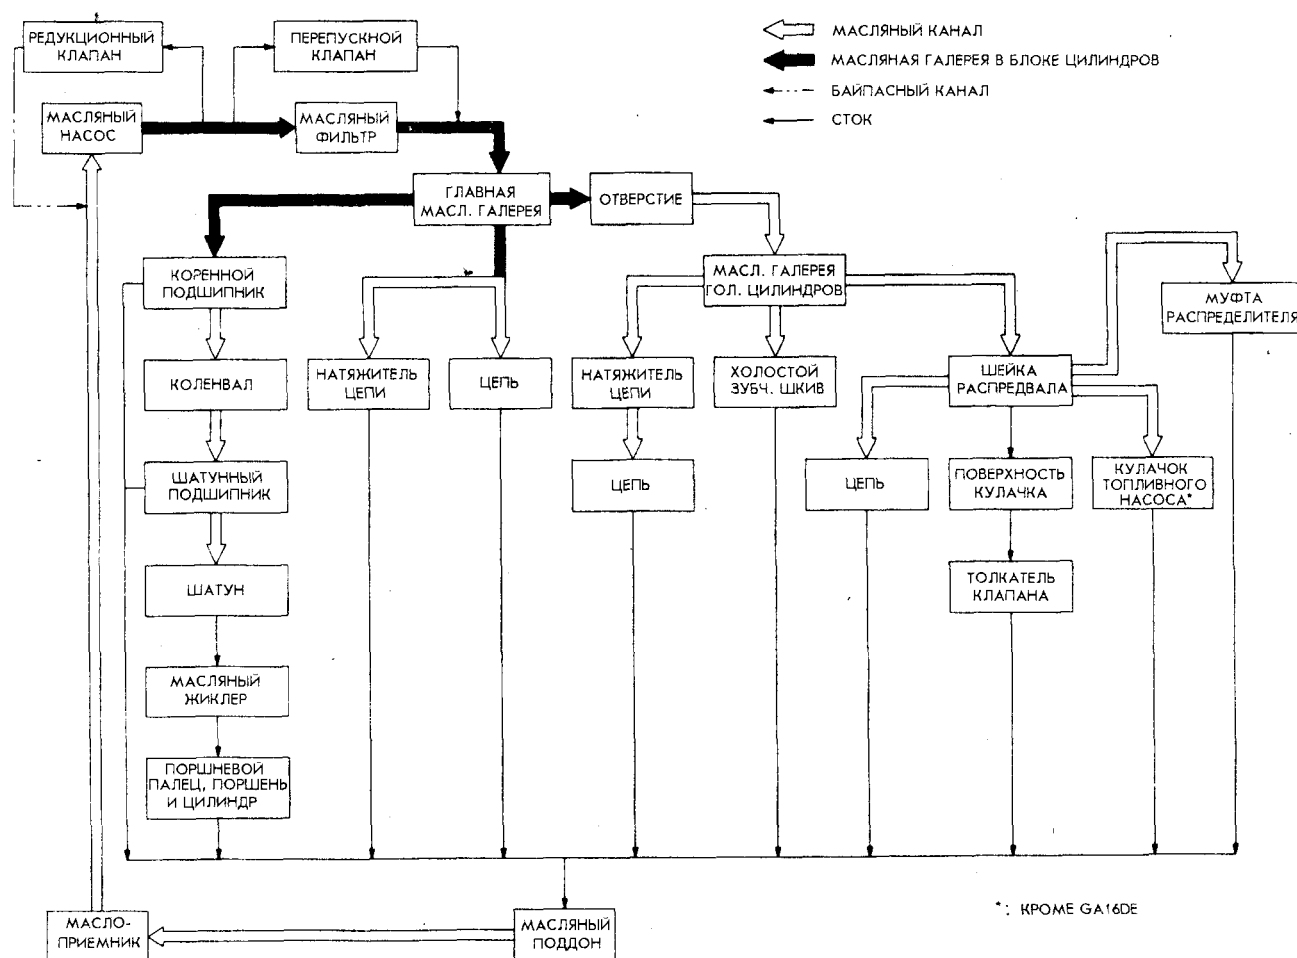 РЕДУКЦИОННЫЙ
КЛАПАН
ПЕРЕПУСКНОЙ
КЛАПАН
МАСЛЯНЫЙ КАНАЛ
МАСЛЯНАЯ ГАЛЕРЕЯ В БЛОКЕ ЦИЛИНДРОВ
БАЙПАСНЫЙ КАНАЛ
СТОК
МАСЛЯНЫЙ
НАСОС
МАСЛЯНЫЙ
ФИЛЬТР
ГЛАВНАЯ
МАСЛ. ГАЛЕРЕЯ
ОТВЕРСТИЕ
КОРЕННОЙ
ПОДШИПНИК
МАСЛ. ГАЛЕРЕЯ
ГОЛ. ЦИЛИНДРОВ
МУФТА
РАСПРЕДЕЛИТЕЛЯ
КОЛЕНВАЛ
НАТЯЖИТЕЛЬ
ЦЕПИ
ЦЕПЬ
НАТЯЖИТЕЛЬ
ЦЕПИ
ХОЛОСТОЙ
ЗУБЧ. ШКИВ
ШЕЙКА
РАСПРЕДВАЛА
ШАТУННЫЙ
ПОДШИПНИК
ЦЕПЬ
ЦЕПЬ
ПОВЕРХНОСТЬ
КУЛАЧКА
КУЛАЧОК
ТОПЛИВНОГО
НАСОСА*
ШАТУН
ТОЛКАТЕЛЬ
КЛАПАНА
МАСЛЯНЫЙ
ЖИКЛЕР
ПОРШНЕВОЙ
ПАЛЕЦ, ПОРШЕНЬ
И ЦИЛИНДР
МАСЛО-
ПРИЕМНИК
МАСЛЯНЫЙ
ПОДДОН
*: КРОМЕ GA16DE